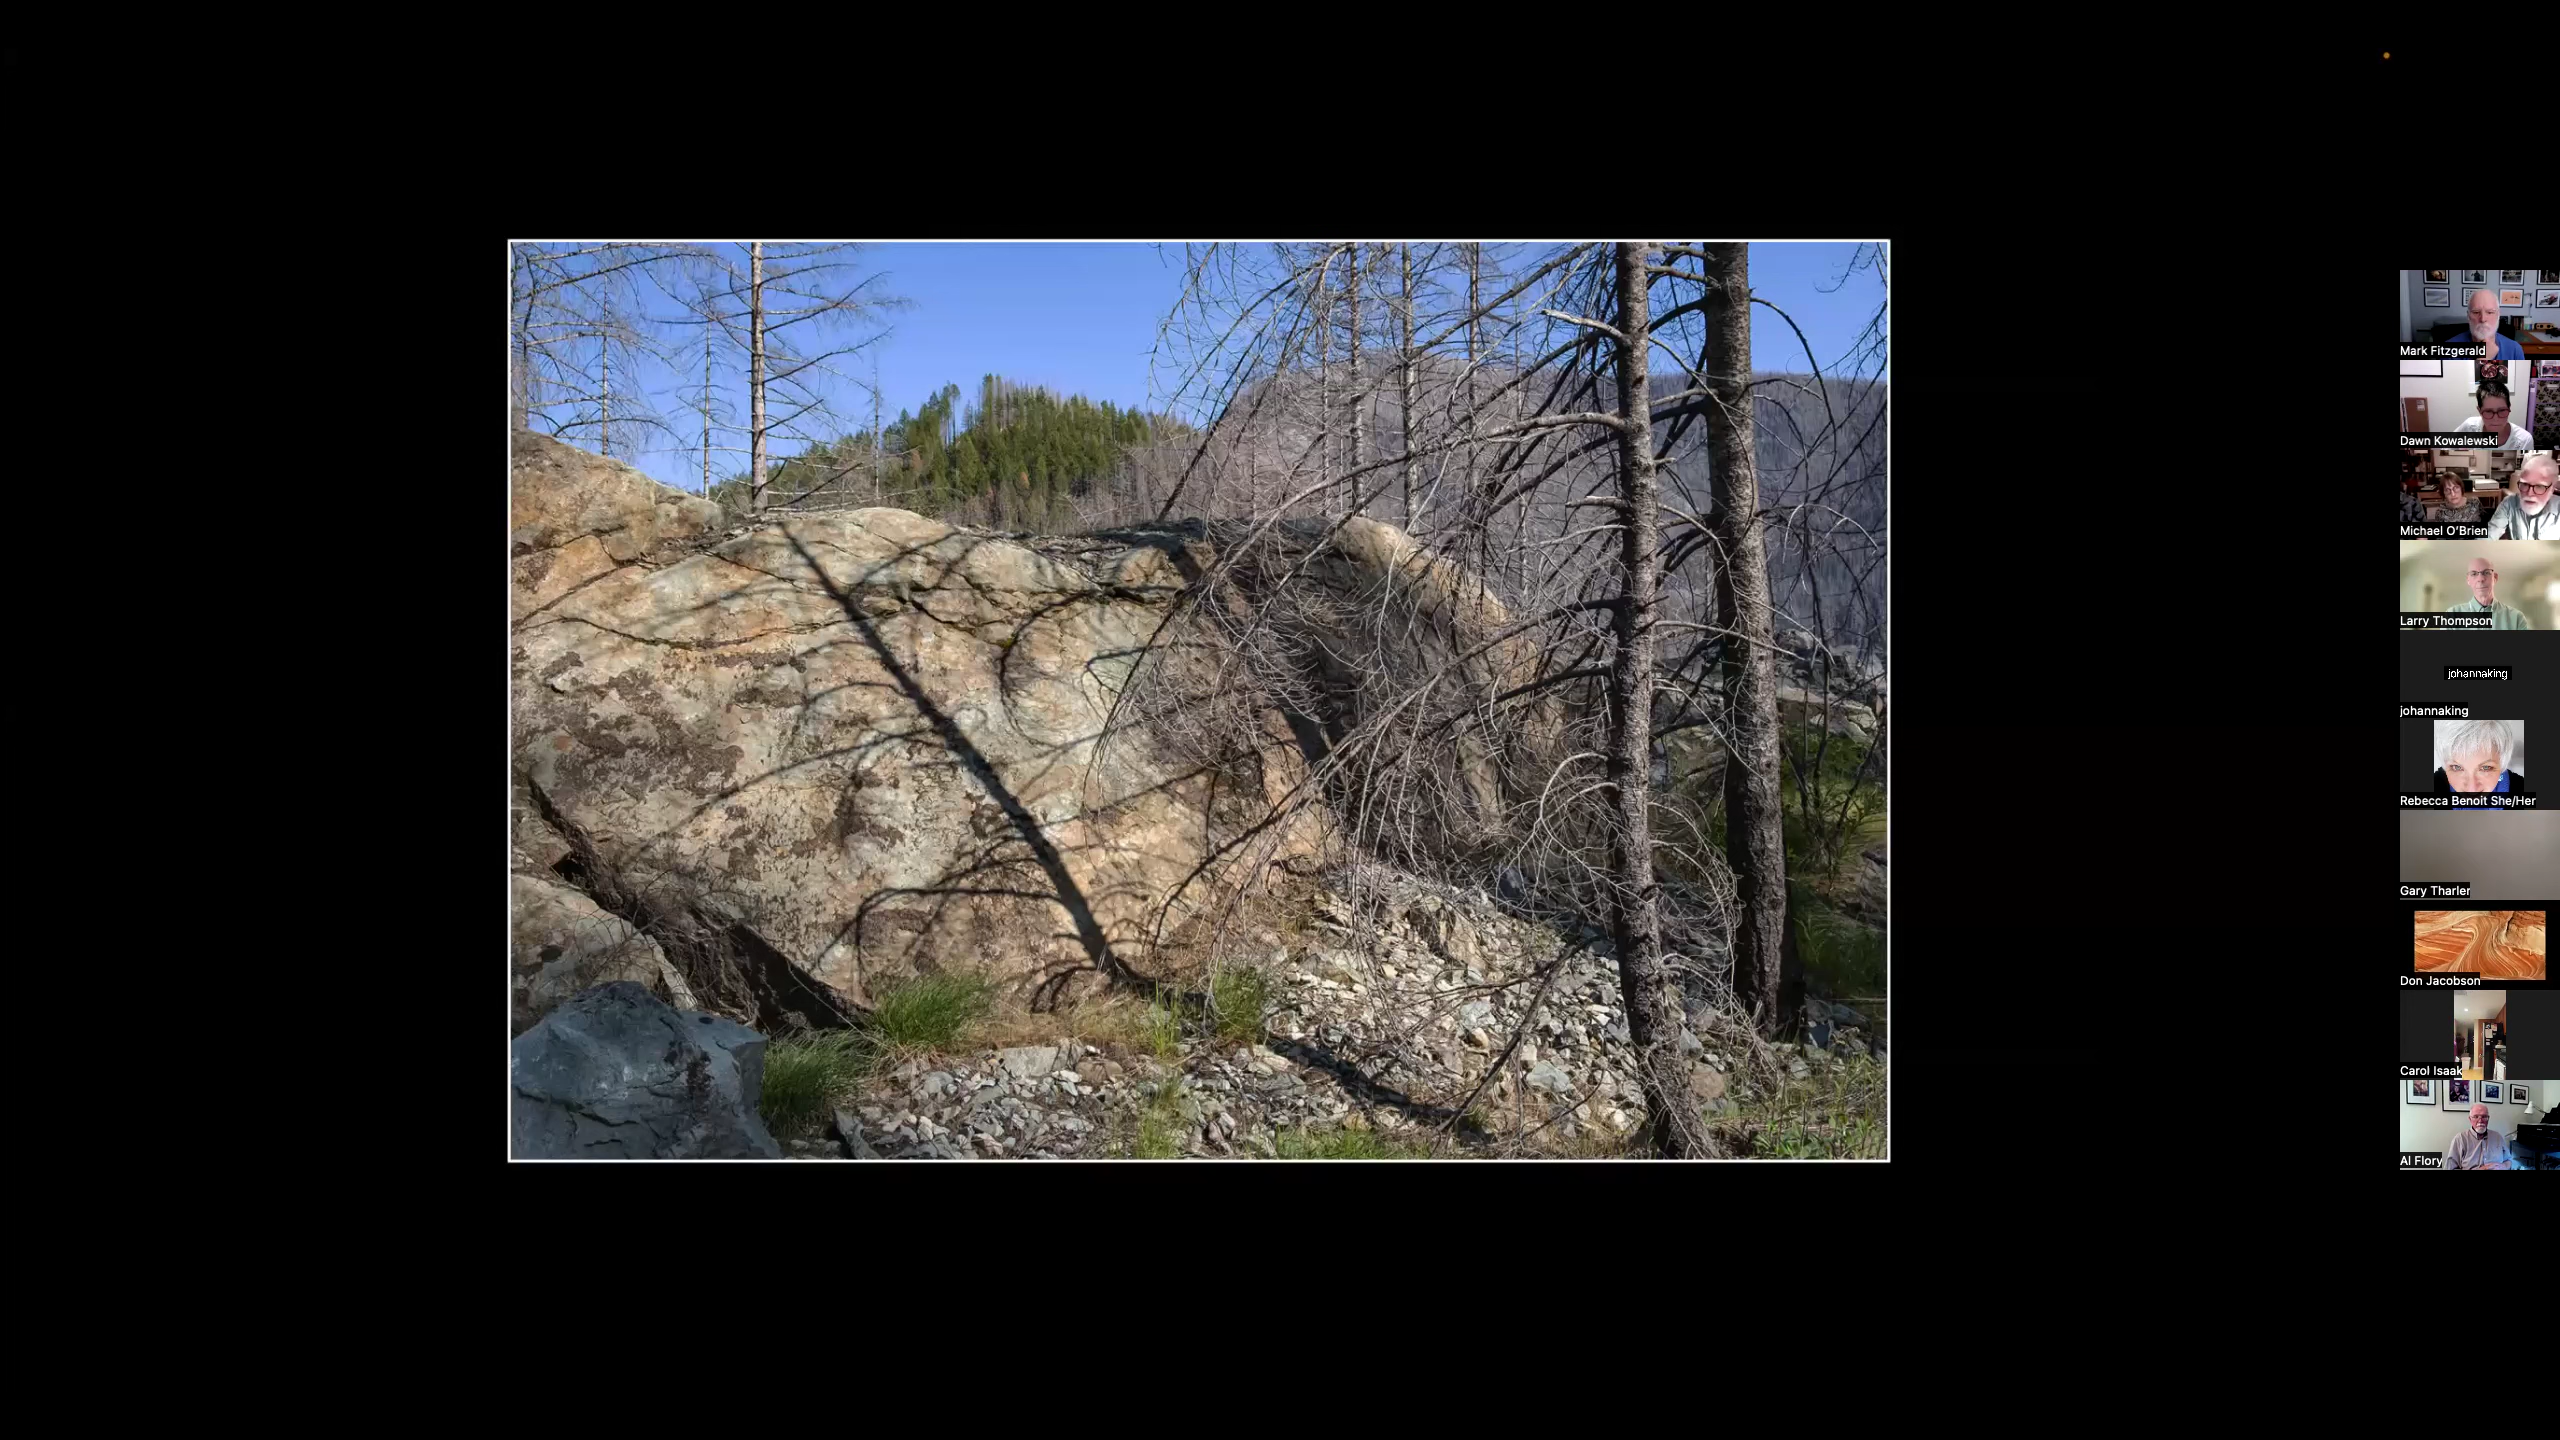 Mark Fitzgerald
Dawn Kowalewski
Michael O'Brien
Larry Thompson
johannaking
johannaking
Rebecca Benoit She/Her
Gary Tharler
Don Jacobson
Carol Isaak
Al Flory